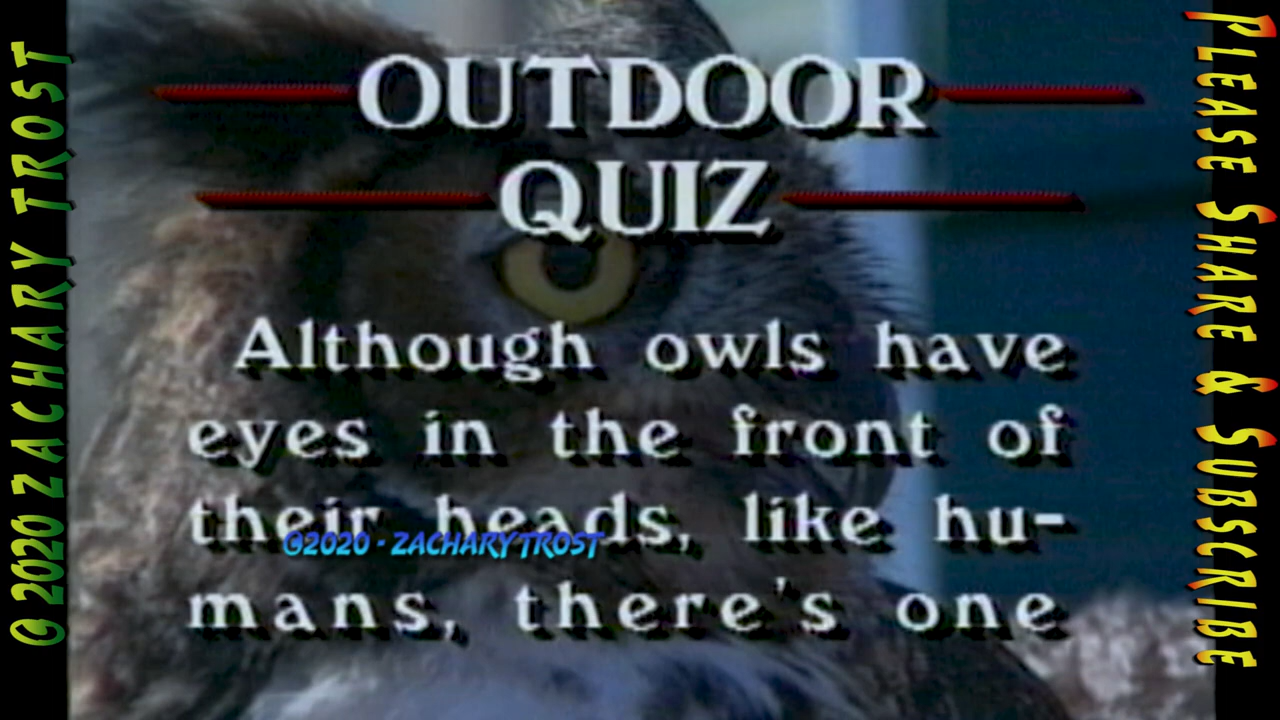 OUTDOOR
QUIZ
Although owls have
eyes in the front of
their heads, like hu-
mans, there's one
©2020 - ZACHARY TROST
© 2020 ZACHARY TROST
PLEASE SHARE & SUBSCRIBE